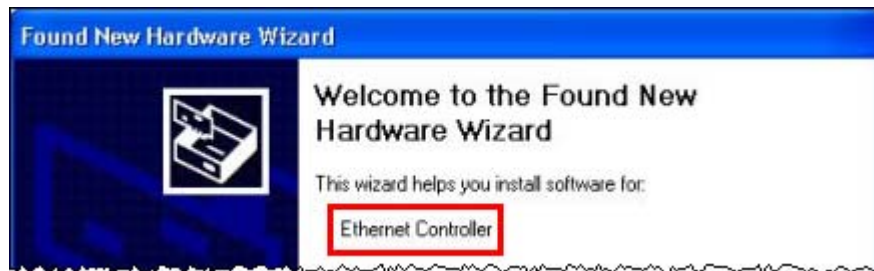 Found New Hardware Wizard
Welcome to the Found New
Hardware Wizard
This wizard helps you install software for:
Ethernet Controller